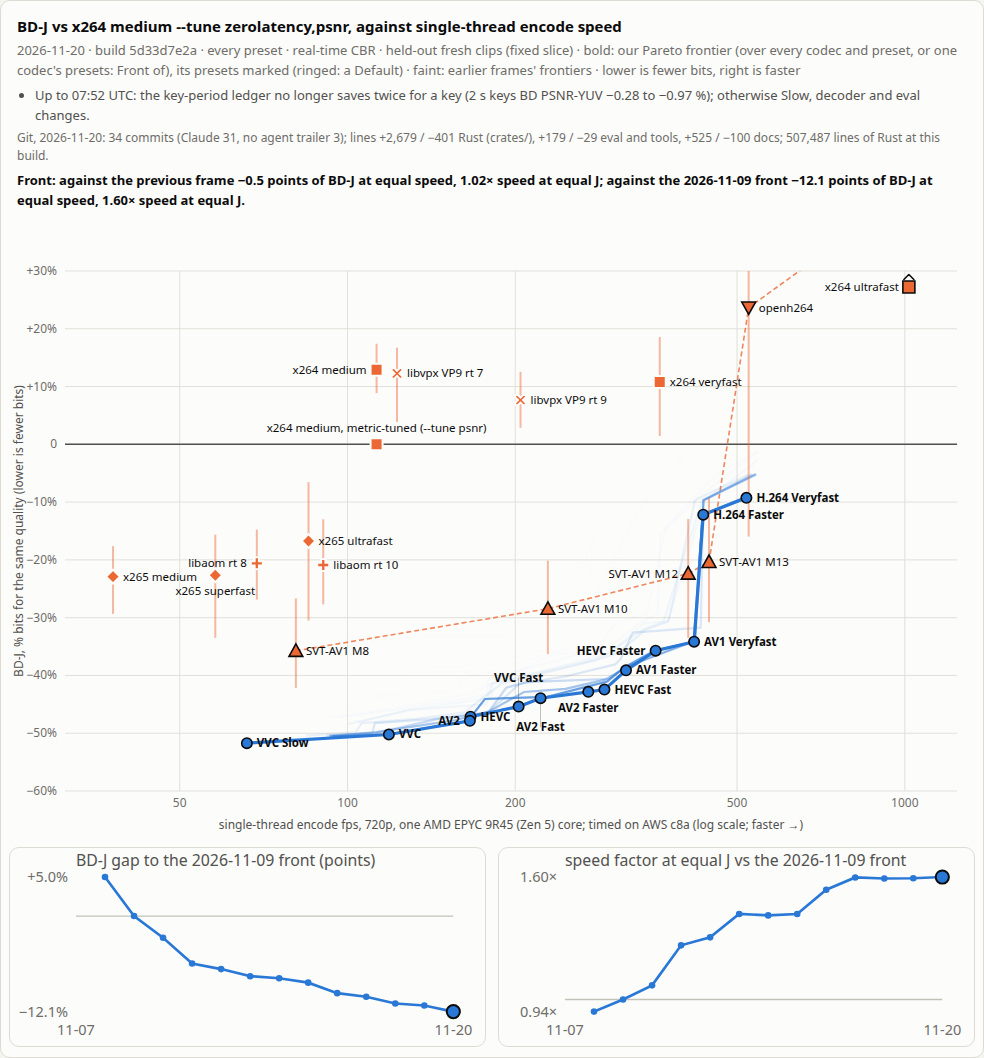 BD-J vs x264 medium --tune zerolatency,psnr, against single-thread encode speed
2026-11-20 · build 5d33d7e2a · every preset · real-time CBR · held-out fresh clips (fixed slice) · bold: our Pareto frontier (over every codec and preset, or one
codec's presets: Front of), its presets marked (ringed: a Default) · faint: earlier frames' frontiers · lower is fewer bits, right is faster
• Up to 07:52 UTC: the key-period ledger no longer saves twice for a key (2 s keys BD PSNR-YUV −0.28 to −0.97 %); otherwise Slow, decoder and eval
changes.
Git, 2026-11-20: 34 commits (Claude 31, no agent trailer 3); lines +2,679 / −401 Rust (crates/), +179 / −29 eval and tools, +525 / −100 docs; 507,487 lines of Rust at this
build.
Front: against the previous frame −0.5 points of BD-J at equal speed, 1.02× speed at equal J; against the 2026-11-09 front −12.1 points of BD-J at
equal speed, 1.60× speed at equal J.
+30%
x264 ultrafast
openh264
+20%
x264 medium
libvpx VP9 rt 7
x264 veryfast
+10%
libvpx VP9 rt 9
x264 medium, metric-tuned (--tune psnr)
0
BD-J, % bits for the same quality (lower is fewer bits)
−10%
H.264 Veryfast
H.264 Faster
x265 ultrafast
−20%
libaom rt 8
libaom rt 10
SVT-AV1 M13
SVT-AV1 M12
x265 medium
x265 superfast
SVT-AV1 M10
−30%
AV1 Veryfast
SVT-AV1 M8
HEVC Faster
AV1 Faster
−40%
VVC Fast
HEVC Fast
AV2 Faster
AV2
HEVC
AV2 Fast
−50%
VVC
VVC Slow
−60%
50
100
200
500
1000
single-thread encode fps, 720p, one AMD EPYC 9R45 (Zen 5) core; timed on AWS c8a (log scale; faster →)
BD-J gap to the 2026-11-09 front (points)
+5.0%
−12.1%
11-07
11-20
speed factor at equal J vs the 2026-11-09 front
1.60×
0.94×
11-07
11-20